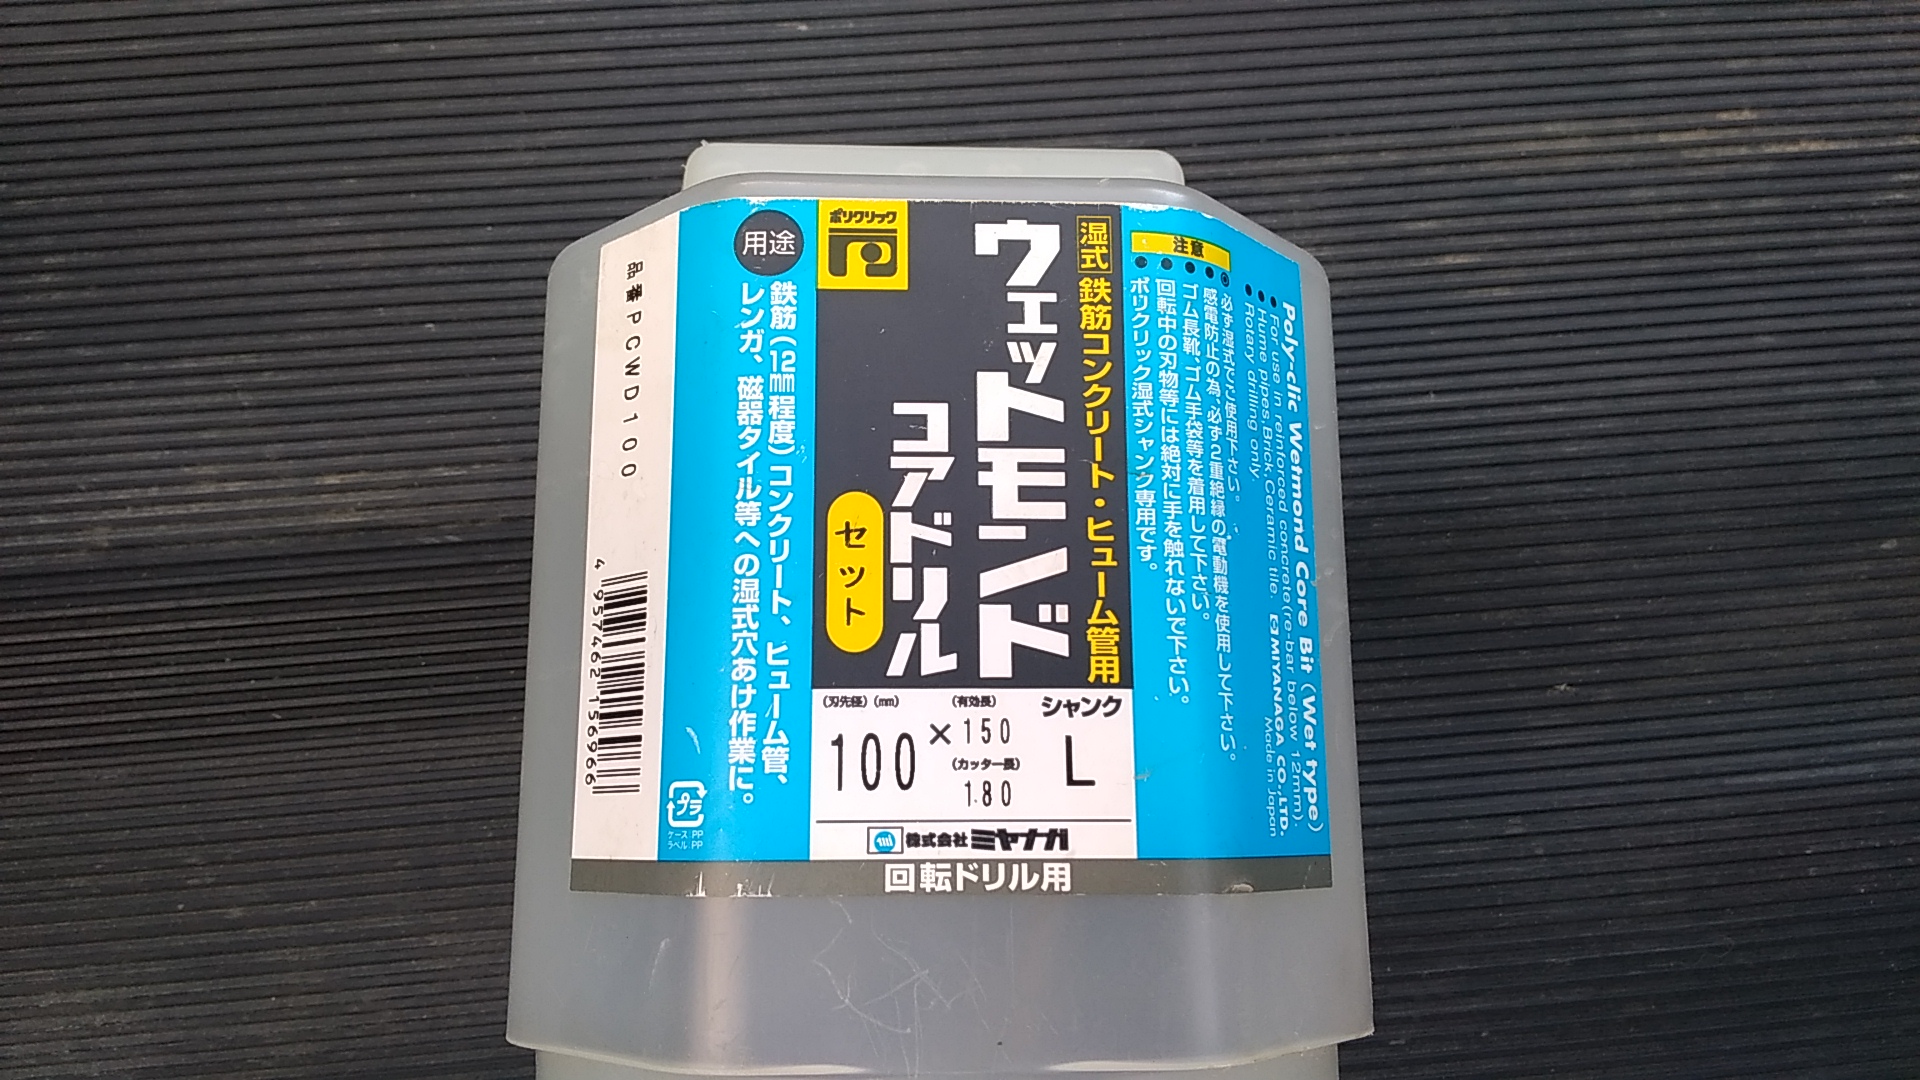 Poly-clic Wetmond Core Bit (Wet type)
●For use in reinforced concrete(re-bar below 12mm).
●Hume pipes,Brick,Ceramic tile.
●Rotary drilling only.
MIYANAGA CO.,LTD.
Made in Japan
注意
◉必ず湿式でご使用下さい。
●感電防止の為、必ず2重絶縁の電動機を使用して下さい。
●ゴム長靴、ゴム手袋等を着用して下さい。
●回転中の刃物等には絶対に手を触れないで下さい。
●ポリクリック湿式シャンク専用です。
湿式 鉄筋コンクリート・ヒューム管用
ウェットモンド
コアドリル
セット
ポリクリック
用途
鉄筋(12mm程度)コンクリート、ヒューム管、
レンガ、磁器タイル等への湿式穴あけ作業に。
品番PCWD100
4 957462 156966
(刃先径)(mm)
100
×
(有効長)
150
(カッター長)
180
シャンク
L
mi 株式会社 ミヤナガ
プラ
ケース:PP
ラベル:PP
回転ドリル用